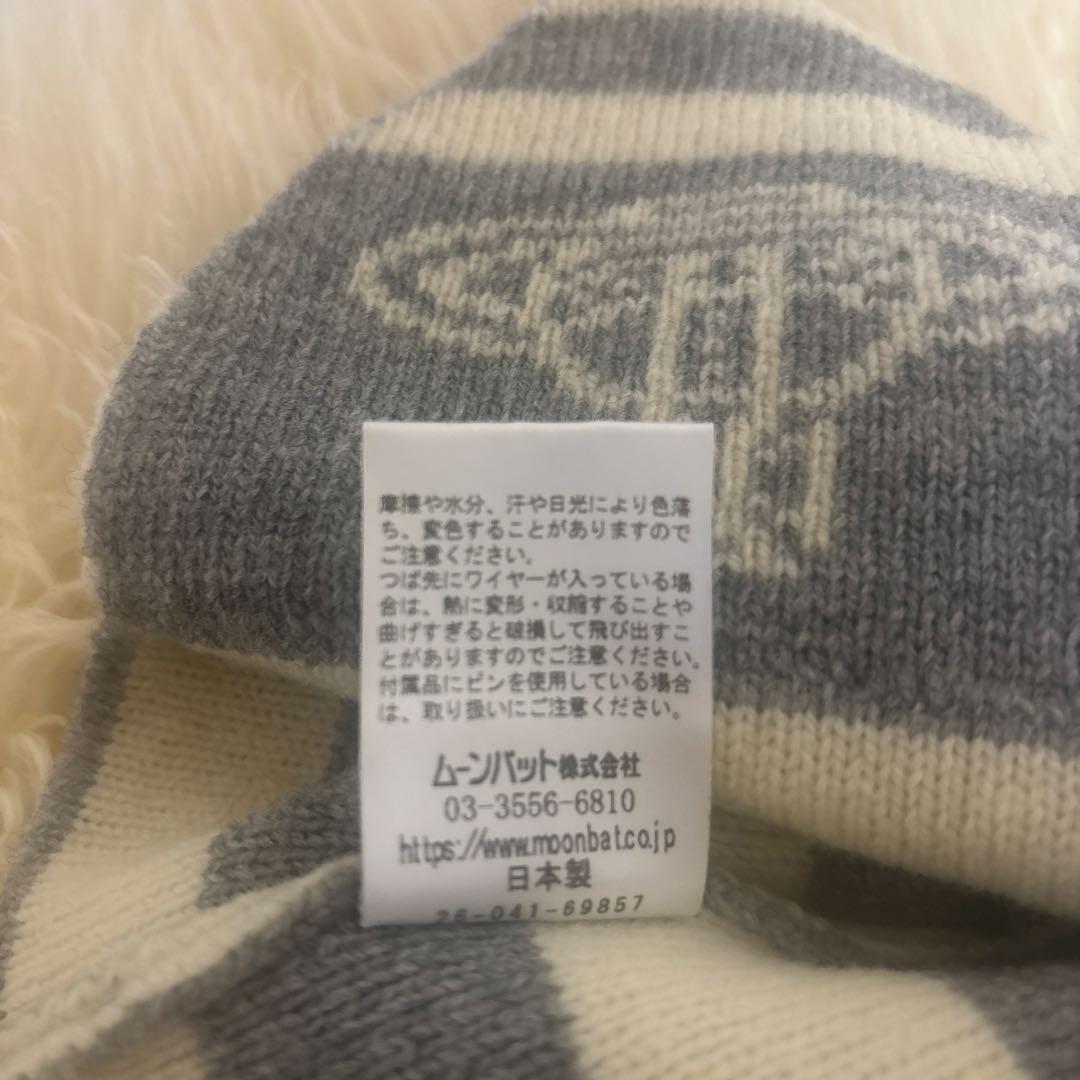 摩擦や水分、汗や日光により色落
ち、変色することがありますので
ご注意ください。
つば先にワイヤーが入っている場
合は、熱に変形・収縮することや
曲げすぎると破損して飛び出すこ
とがありますのでご注意ください。
付属品にピンを使用している場合
は、取り扱いにご注意ください。
ムーンバット株式会社
03-3556-6810
https://www.moonbat.co.jp
日本製
26-041-69857